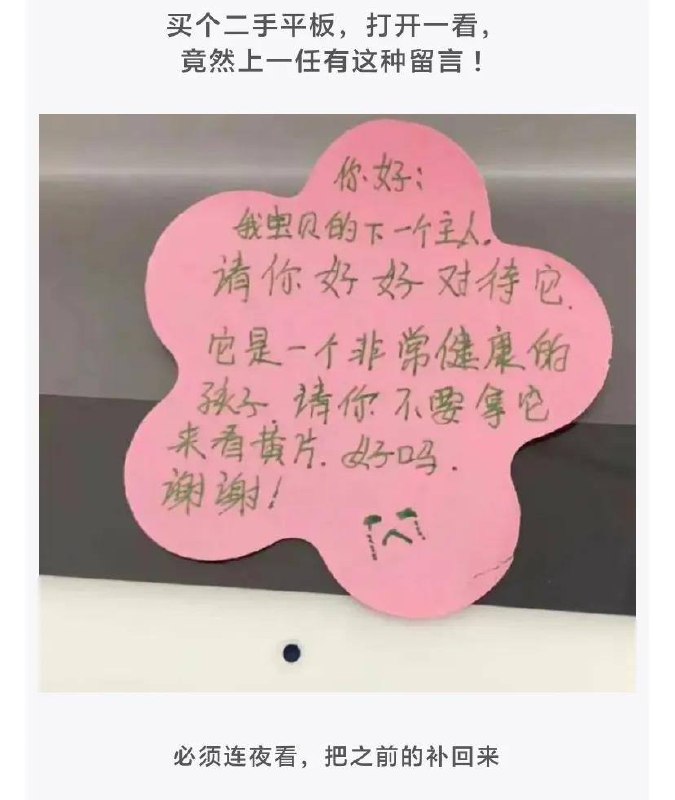 买个二手平板，打开一看，
竟然上一任有这种留言！
你好：
我宝贝的下一个主人.
请你好好对待它.
它是一个非常健康的
孩子.请你不要拿它
来看黄片.好吗.
谢谢！
必须连夜看，把之前的补回来